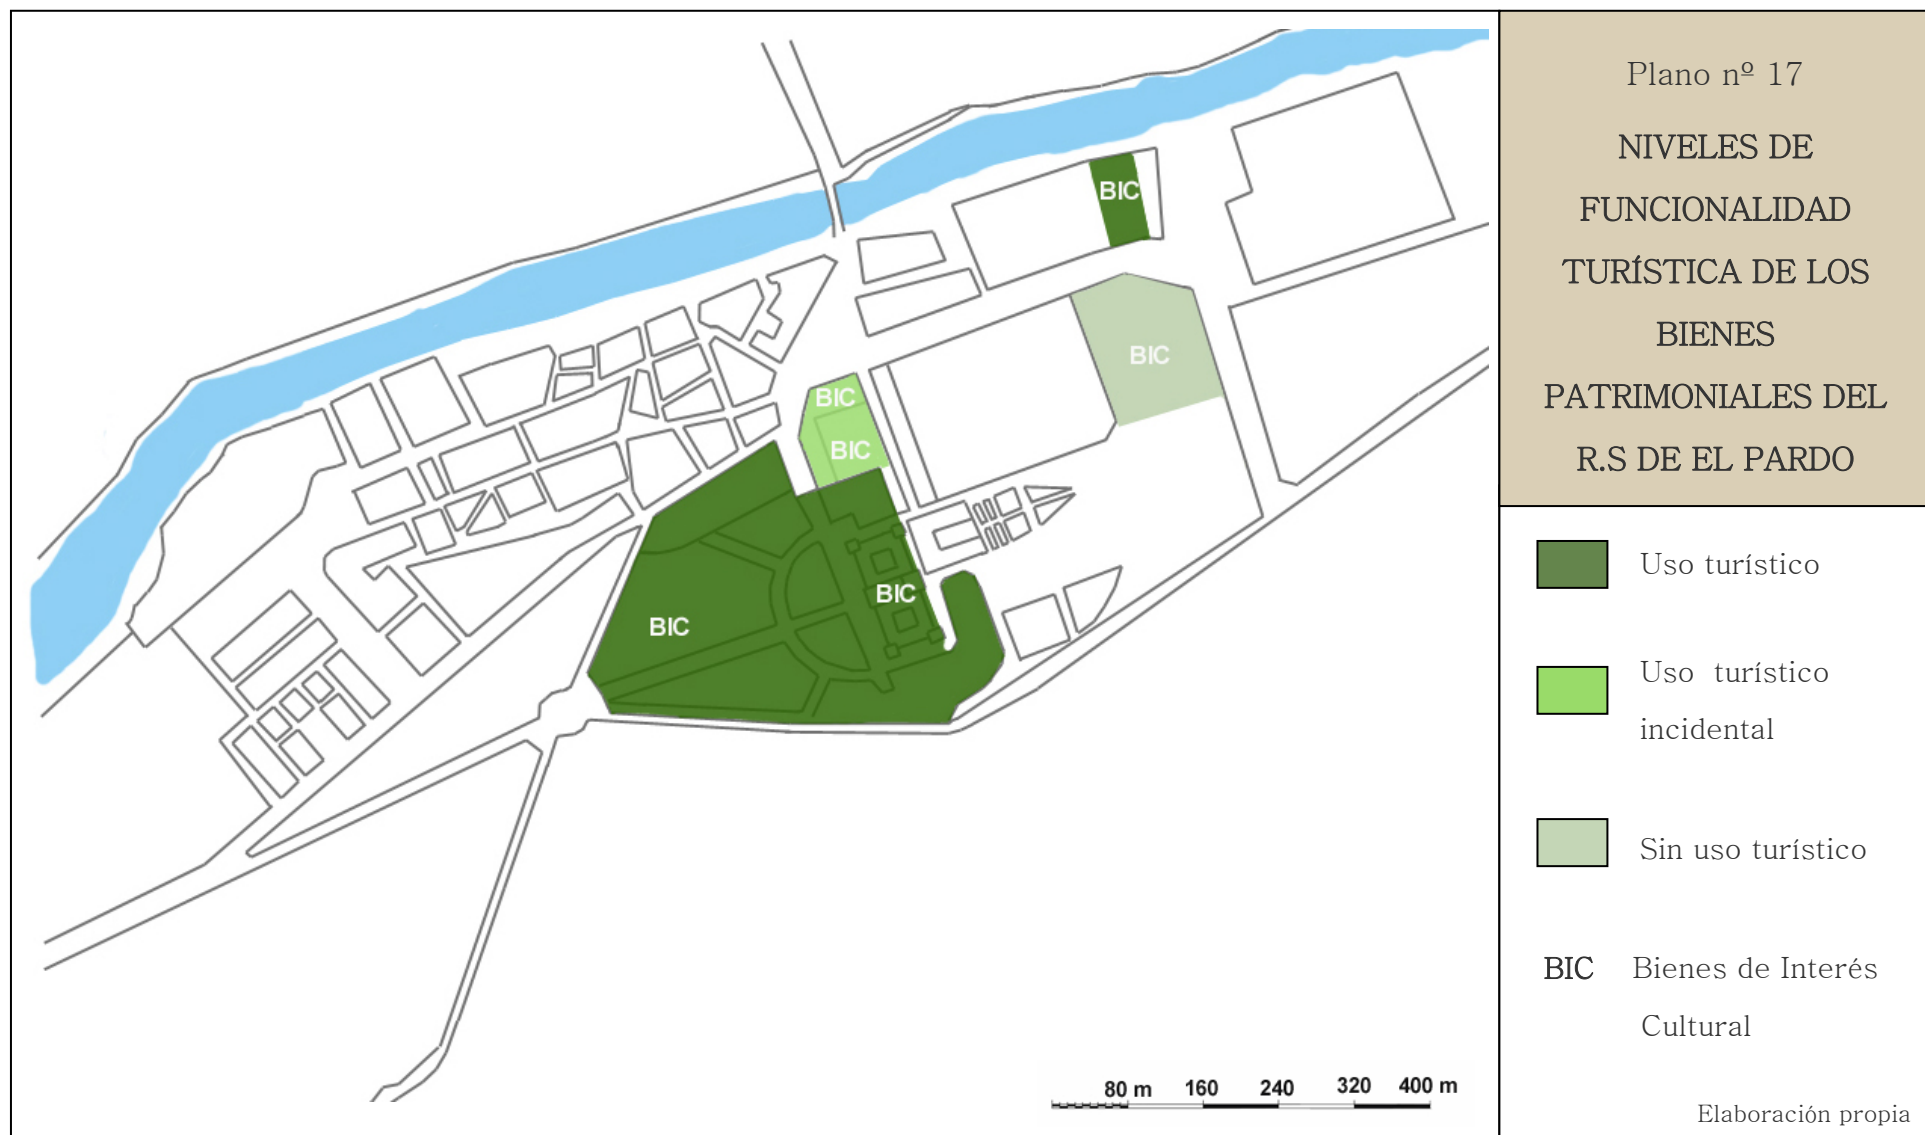 Plano nº 17
NIVELES DE
FUNCIONALIDAD
TURÍSTICA DE LOS
BIENES
PATRIMONIALES DEL
R.S DE EL PARDO
BIC
BIC
BIC
BIC
BIC
BIC
Uso turístico
Uso turístico
incidental
Sin uso turístico
BIC Bienes de Interés
Cultural
80 m 160 240 320 400 m
Elaboración propia